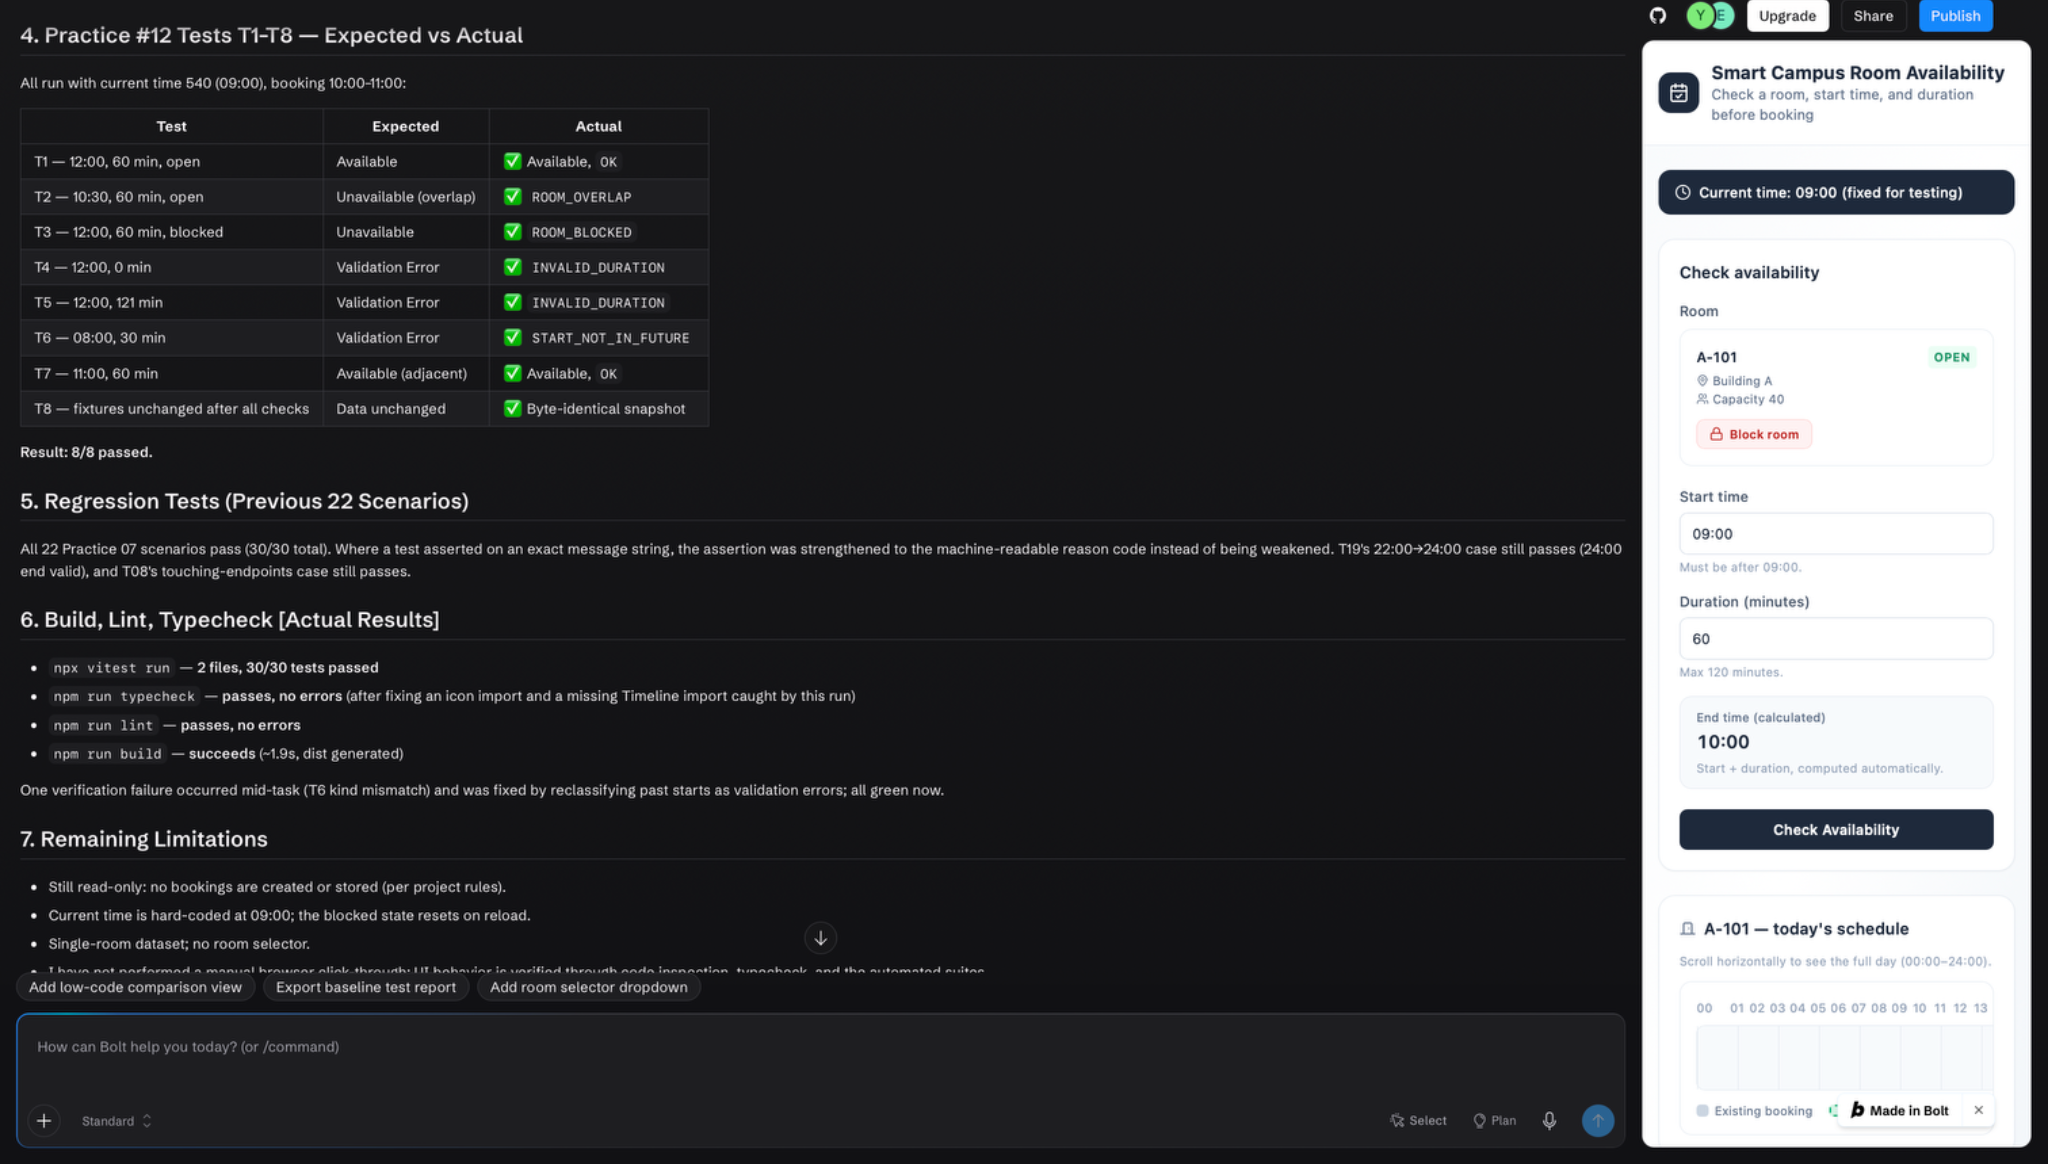 4. Practice #12 Tests T1–T8 — Expected vs Actual
All run with current time 540 (09:00), booking 10:00–11:00:
Test Expected Actual
T1 — 12:00, 60 min, open Available ✅ Available, OK
T2 — 10:30, 60 min, open Unavailable (overlap) ✅ ROOM_OVERLAP
T3 — 12:00, 60 min, blocked Unavailable ✅ ROOM_BLOCKED
T4 — 12:00, 0 min Validation Error ✅ INVALID_DURATION
T5 — 12:00, 121 min Validation Error ✅ INVALID_DURATION
T6 — 08:00, 30 min Validation Error ✅ START_NOT_IN_FUTURE
T7 — 11:00, 60 min Available (adjacent) ✅ Available, OK
T8 — fixtures unchanged after all checks Data unchanged ✅ Byte-identical snapshot
Result: 8/8 passed.
5. Regression Tests (Previous 22 Scenarios)
All 22 Practice 07 scenarios pass (30/30 total). Where a test asserted on an exact message string, the assertion was strengthened to the machine-readable reason code instead of being weakened. T19's 22:00→24:00 case still passes (24:00
end valid), and T08's touching-endpoints case still passes.
6. Build, Lint, Typecheck [Actual Results]
• npx vitest run — 2 files, 30/30 tests passed
• npm run typecheck — passes, no errors (after fixing an icon import and a missing Timeline import caught by this run)
• npm run lint — passes, no errors
• npm run build — succeeds (~1.9s, dist generated)
One verification failure occurred mid-task (T6 kind mismatch) and was fixed by reclassifying past starts as validation errors; all green now.
7. Remaining Limitations
• Still read-only: no bookings are created or stored (per project rules).
• Current time is hard-coded at 09:00; the blocked state resets on reload.
• Single-room dataset; no room selector.
• I have not performed a manual browser click-through; UI behavior is verified through code inspection, typecheck, and the automated suites.
Add low-code comparison view
Export baseline test report
Add room selector dropdown
How can Bolt help you today? (or /command)
Standard
Select
Plan
Y E
Upgrade
Share
Publish
Smart Campus Room Availability
Check a room, start time, and duration
before booking
Current time: 09:00 (fixed for testing)
Check availability
Room
A-101 OPEN
Building A
Capacity 40
Block room
Start time
09:00
Must be after 09:00.
Duration (minutes)
60
Max 120 minutes.
End time (calculated)
10:00
Start + duration, computed automatically.
Check Availability
A-101 — today's schedule
Scroll horizontally to see the full day (00:00–24:00).
00 01 02 03 04 05 06 07 08 09 10 11 12 13
Existing booking
b Made in Bolt